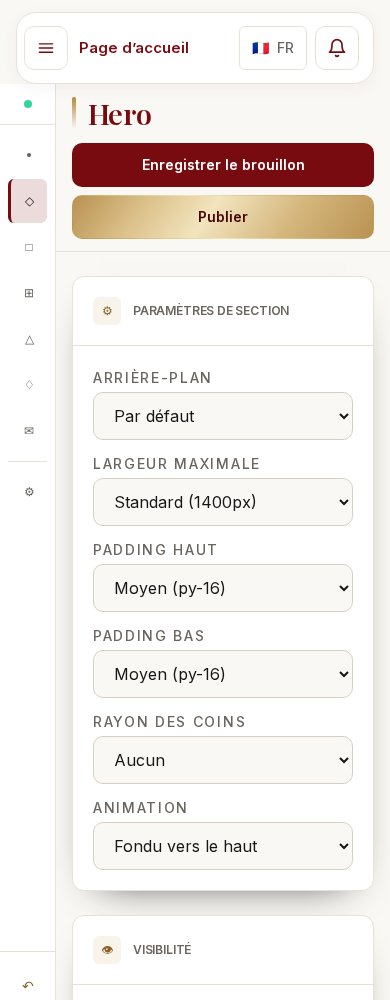 Page d'accueil
FR
Hero
Enregistrer le brouillon
Publier
PARAMÈTRES DE SECTION
ARRIÈRE-PLAN
Par défaut
LARGEUR MAXIMALE
Standard (1400px)
PADDING HAUT
Moyen (py-16)
PADDING BAS
Moyen (py-16)
RAYON DES COINS
Aucun
ANIMATION
Fondu vers le haut
VISIBILITÉ